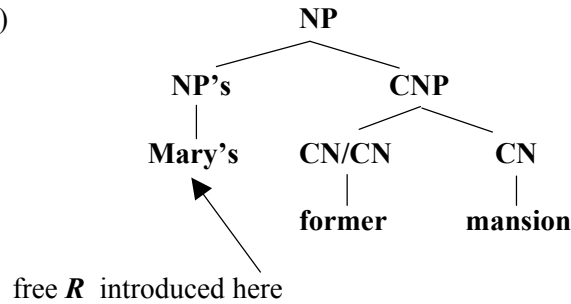 )
NP
NP's CNP
Mary's CN/CN CN
former mansion
free R introduced here